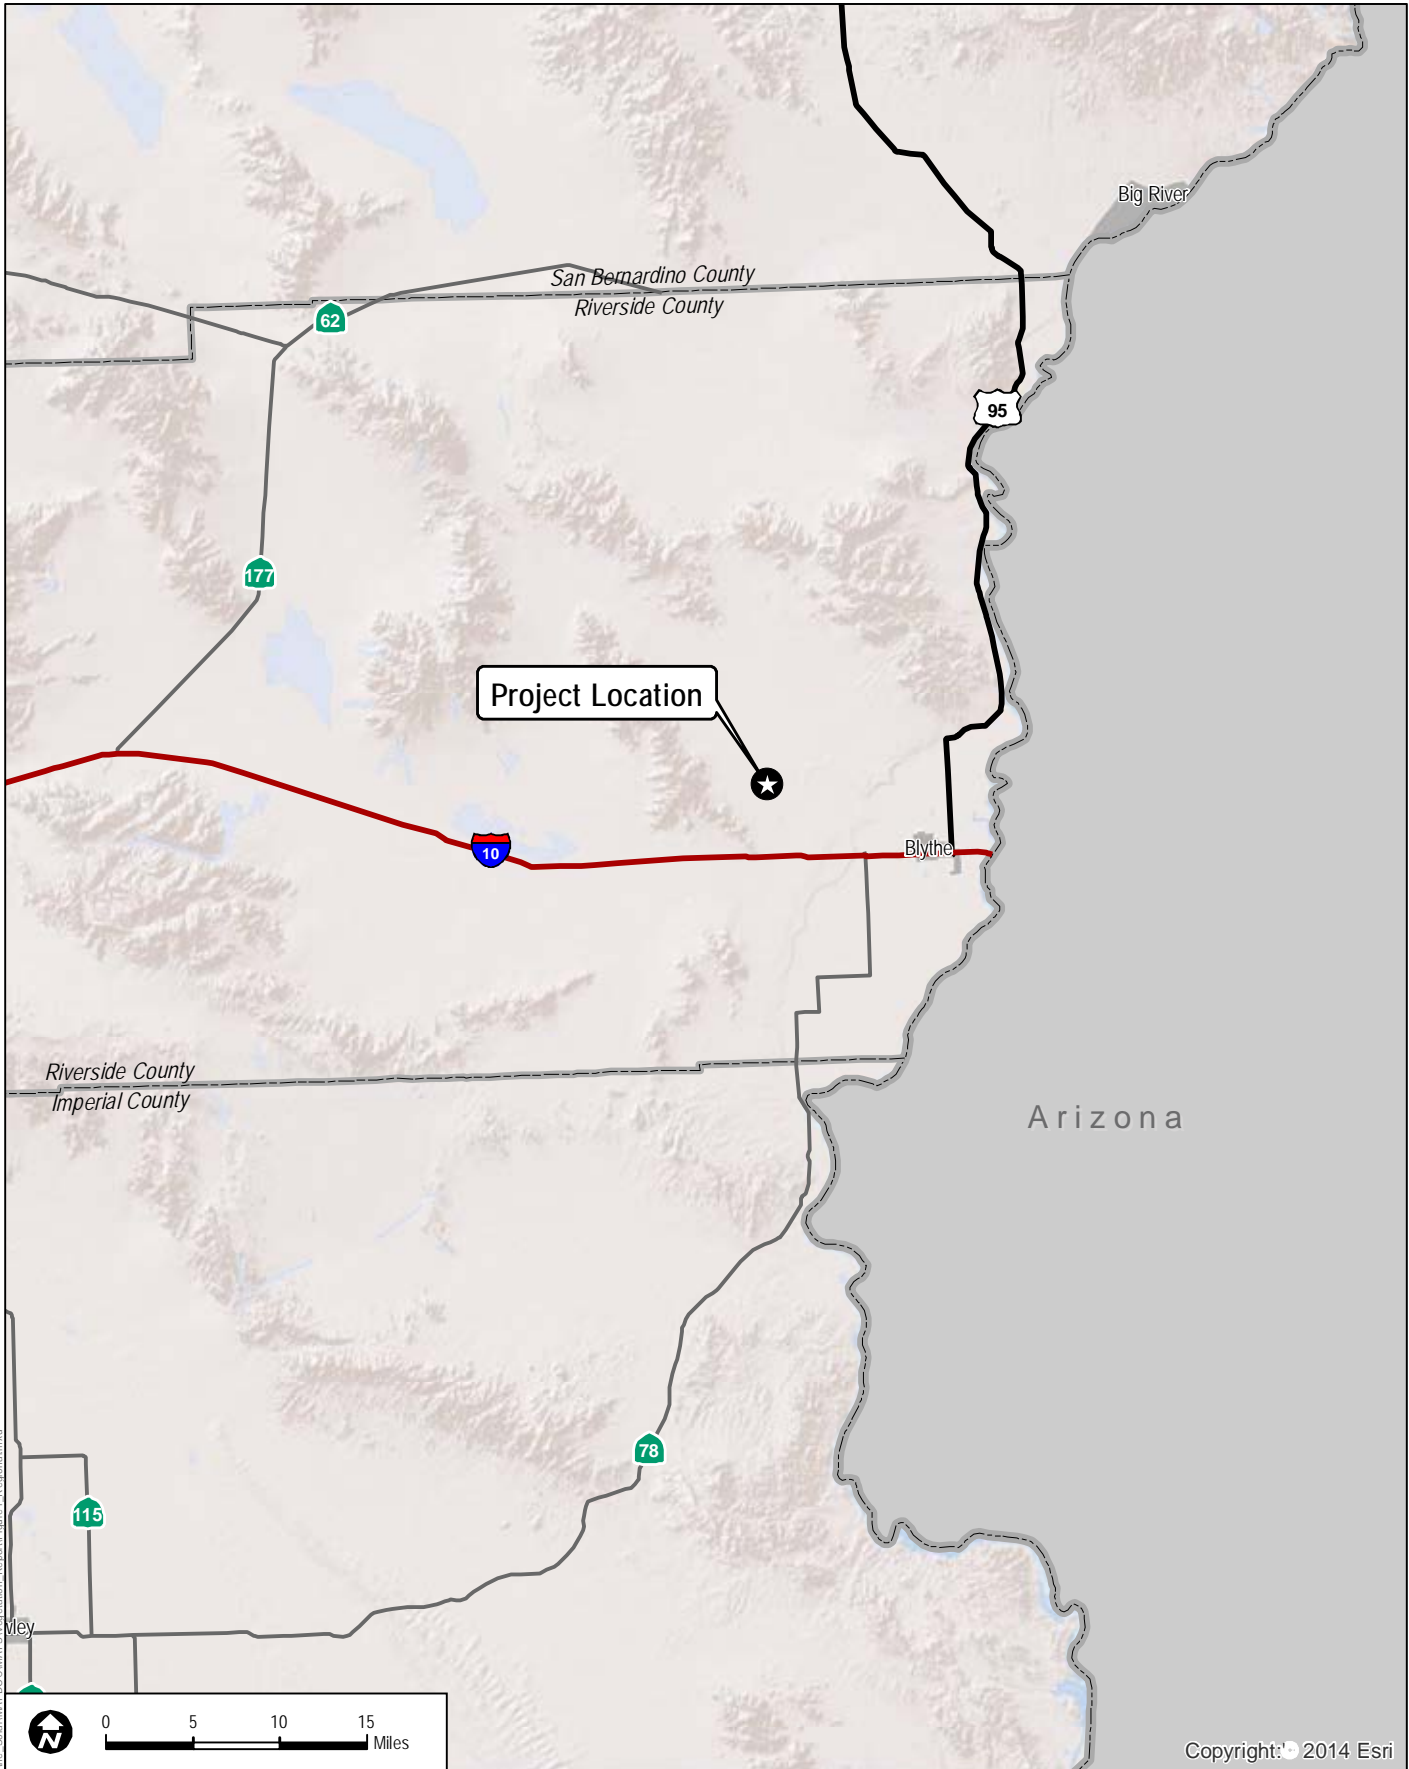 Big River
San Bernardino County
Riverside County
62
95
177
Project Location
10
Blythe
Riverside County
Imperial County
Arizona
78
115
wley
N
0 5 10 15
Miles
Copyright: 2014 Esri